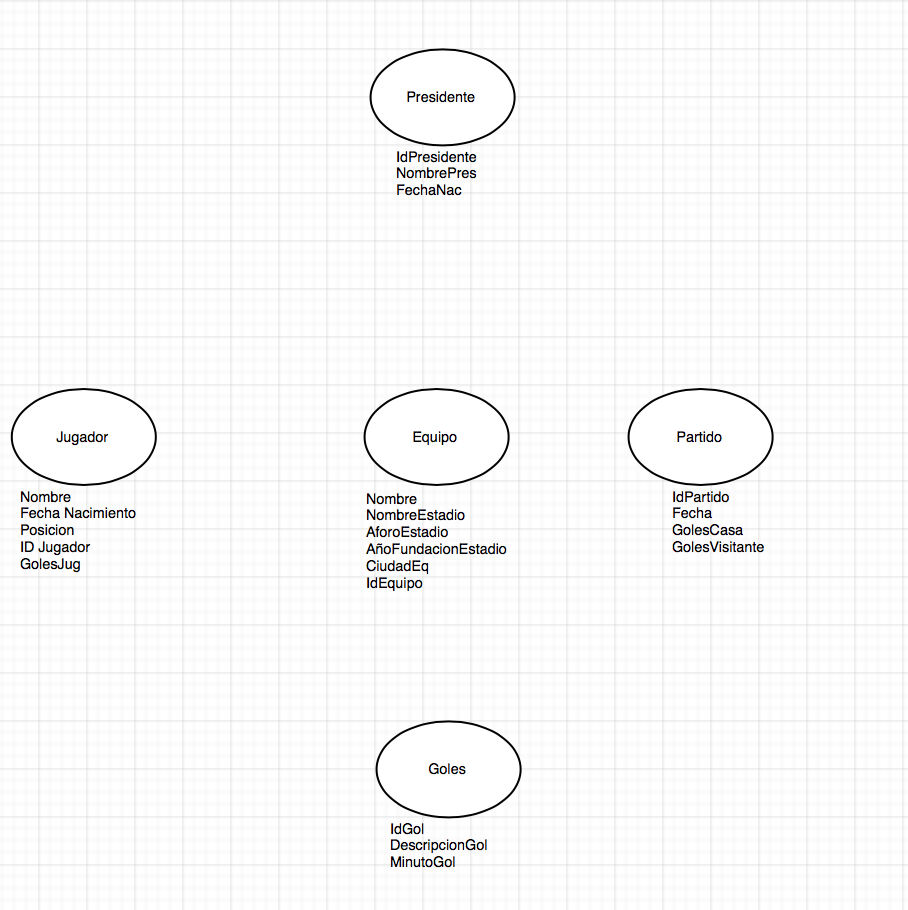 Presidente
IdPresidente
NombrePres
FechaNac
Jugador
Nombre
Fecha Nacimiento
Posicion
ID Jugador
GolesJug
Equipo
Nombre
NombreEstadio
AforoEstadio
AñoFundacionEstadio
CiudadEq
IdEquipo
Partido
IdPartido
Fecha
GolesCasa
GolesVisitante
Goles
IdGol
DescripcionGol
MinutoGol